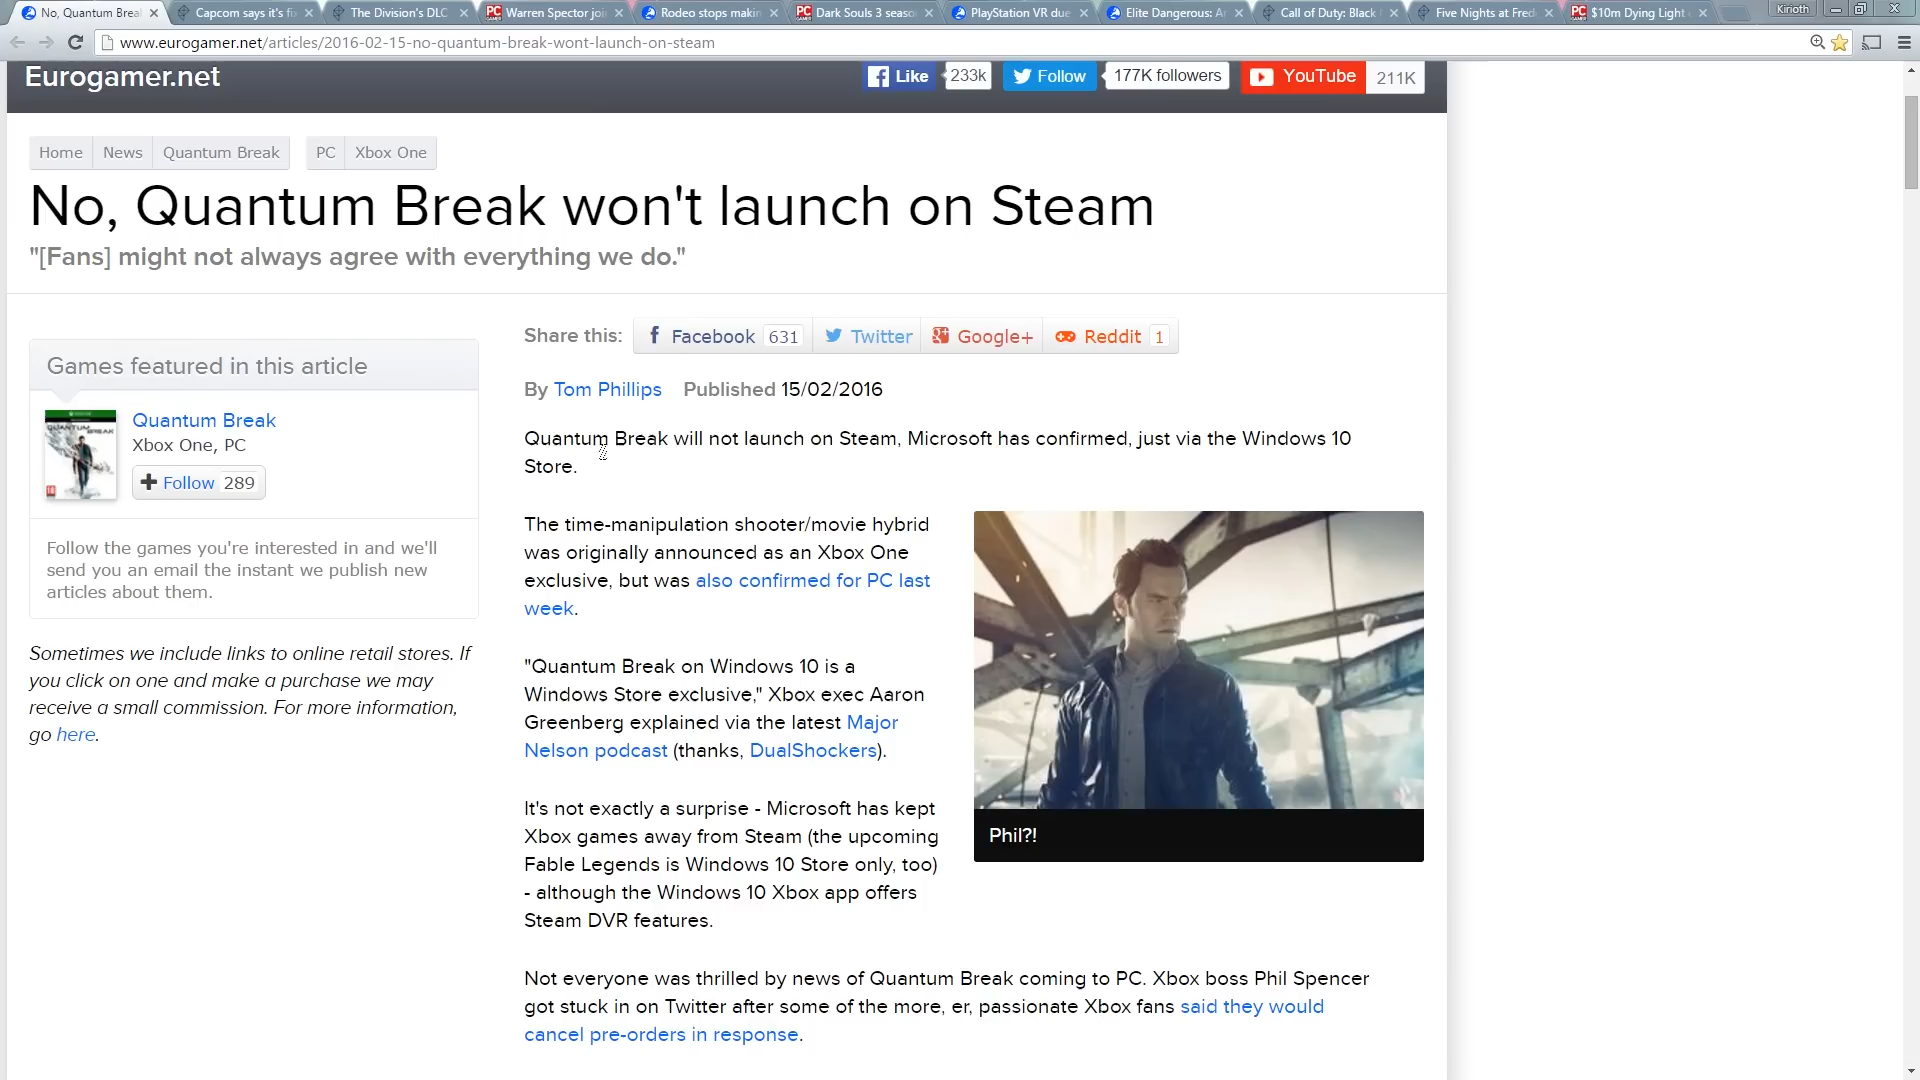 No, Quantum Brea
Capcom says it's fi
The Division's DLC
Warren Spector joi
Rodeo stops makin
Dark Souls 3 seaso
PlayStation VR due
Elite Dangerous: A
Call of Duty: Black
Five Nights at Fred
$10m Dying Light
Kirioth
www.eurogamer.net/articles/2016-02-15-no-quantum-break-wont-launch-on-steam
Eurogamer.net
Like 233k Follow 177K followers YouTube 211K
Home News Quantum Break PC Xbox One
No, Quantum Break won't launch on Steam
"[Fans] might not always agree with everything we do."
Share this: Facebook 631 Twitter Google+ Reddit 1
By Tom Phillips Published 15/02/2016
Games featured in this article
Quantum Break
Xbox One, PC
Follow 289
Follow the games you're interested in and we'll
send you an email the instant we publish new
articles about them.
Sometimes we include links to online retail stores. If
you click on one and make a purchase we may
receive a small commission. For more information,
go here.
Quantum Break will not launch on Steam, Microsoft has confirmed, just via the Windows 10
Store.
The time-manipulation shooter/movie hybrid
was originally announced as an Xbox One
exclusive, but was also confirmed for PC last
week.
"Quantum Break on Windows 10 is a
Windows Store exclusive," Xbox exec Aaron
Greenberg explained via the latest Major
Nelson podcast (thanks, DualShockers).
It's not exactly a surprise - Microsoft has kept
Xbox games away from Steam (the upcoming
Fable Legends is Windows 10 Store only, too)
- although the Windows 10 Xbox app offers
Steam DVR features.
Phil?!
Not everyone was thrilled by news of Quantum Break coming to PC. Xbox boss Phil Spencer
got stuck in on Twitter after some of the more, er, passionate Xbox fans said they would
cancel pre-orders in response.